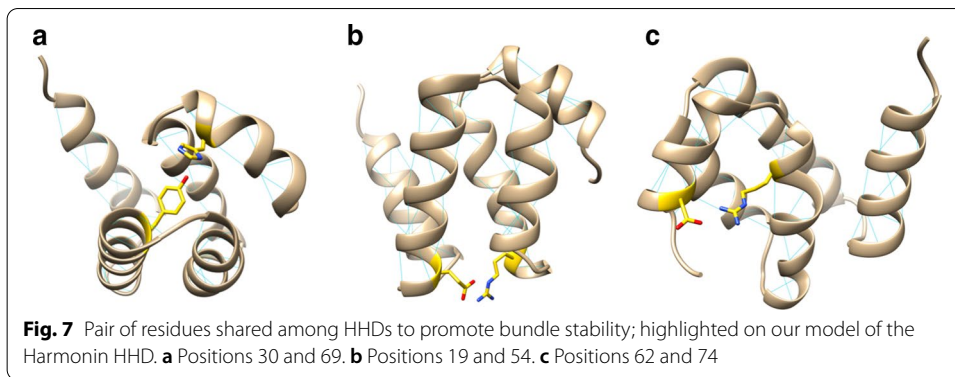 a
b
c
Fig. 7 Pair of residues shared among HHDs to promote bundle stability; highlighted on our model of the
Harmonin HHD. a Positions 30 and 69. b Positions 19 and 54. c Positions 62 and 74